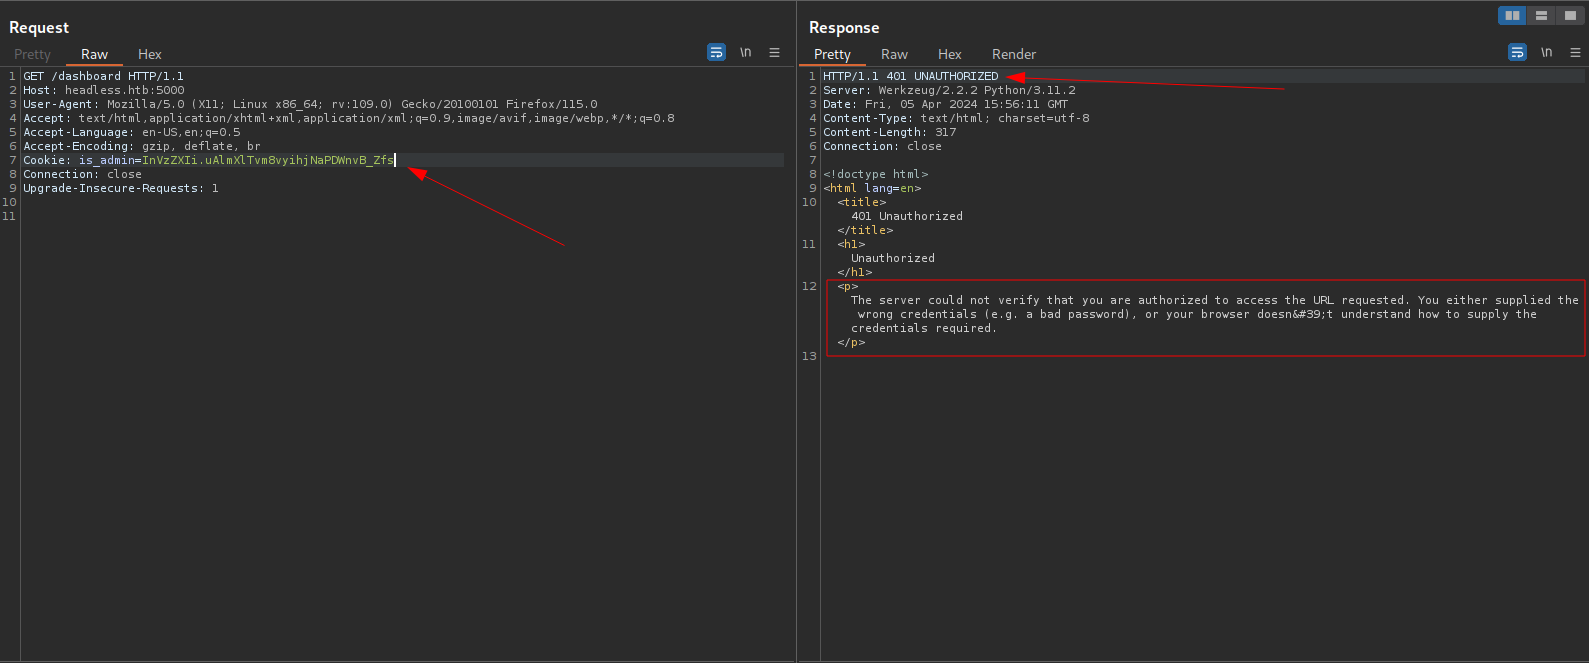 Request
Pretty Raw Hex
\n
1 GET /dashboard HTTP/1.1
2 Host: headless.htb:5000
3 User-Agent: Mozilla/5.0 (X11; Linux x86_64; rv:109.0) Gecko/20100101 Firefox/115.0
4 Accept: text/html,application/xhtml+xml,application/xml;q=0.9,image/avif,image/webp,*/*;q=0.8
5 Accept-Language: en-US,en;q=0.5
6 Accept-Encoding: gzip, deflate, br
7 Cookie: is_admin=InVzZXIi.uAlmXlTvm8vyihjNaPDWnvB_Zfs
8 Connection: close
9 Upgrade-Insecure-Requests: 1
10
11
Response
Pretty Raw Hex Render
\n
1 HTTP/1.1 401 UNAUTHORIZED
2 Server: Werkzeug/2.2.2 Python/3.11.2
3 Date: Fri, 05 Apr 2024 15:56:11 GMT
4 Content-Type: text/html; charset=utf-8
5 Content-Length: 317
6 Connection: close
7
8 <!doctype html>
9 <html lang=en>
10 <title>
401 Unauthorized
</title>
11 <h1>
Unauthorized
</h1>
12 <p>
The server could not verify that you are authorized to access the URL requested. You either supplied the
wrong credentials (e.g. a bad password), or your browser doesn&#39;t understand how to supply the
credentials required.
</p>
13